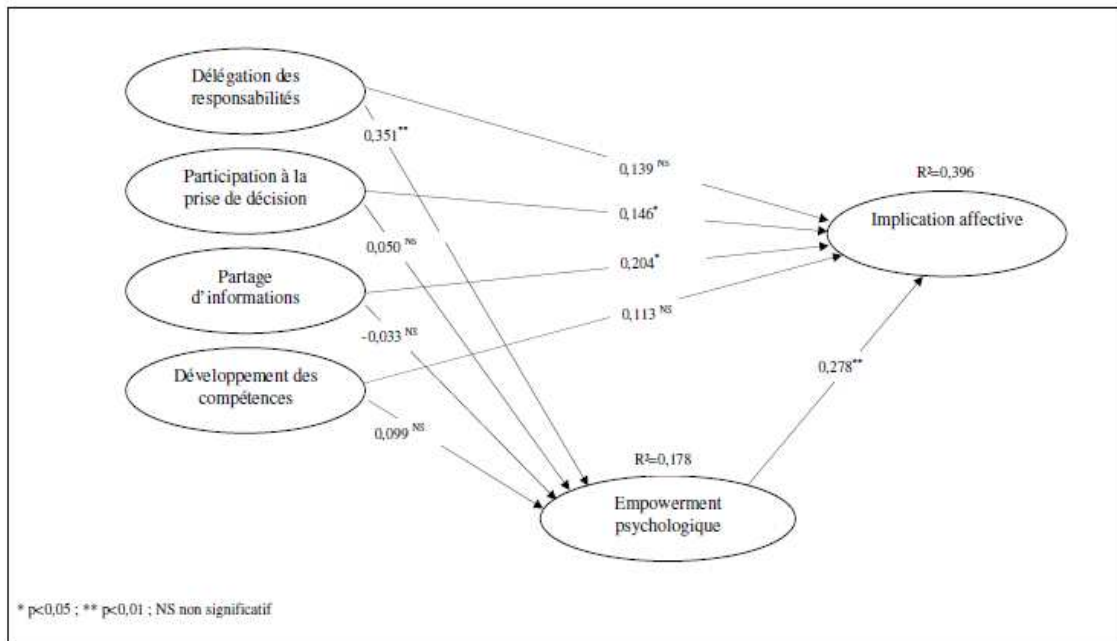 Délégation des
responsabilités
0,351**
0,139 NS
Participation à la
prise de décision
R²=0,396
0,146*
Implication affective
0,050 NS
Partage
d'informations
0,204*
-0,033 NS
0,113 NS
Développement des
compétences
0,278**
0,099 NS
R²=0,178
Empowerment
psychologique
* p<0,05 ; ** p<0,01 ; NS non significatif